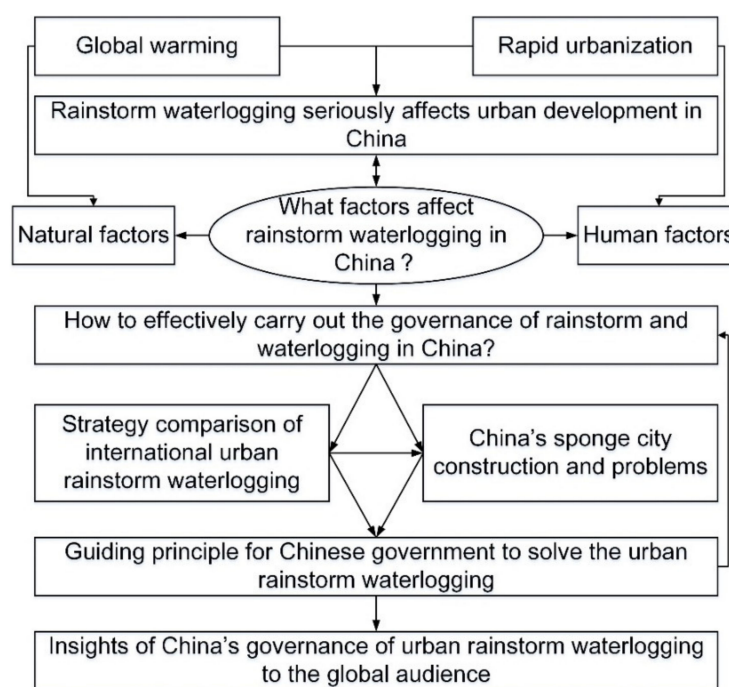 Global warming
Rapid urbanization
Rainstorm waterlogging seriously affects urban development in
China
What factors affect
rainstorm waterlogging in
China ?
Natural factors
Human factors
How to effectively carry out the governance of rainstorm and
waterlogging in China?
Strategy comparison of
international urban
rainstorm waterlogging
China's sponge city
construction and problems
Guiding principle for Chinese government to solve the urban
rainstorm waterlogging
Insights of China's governance of urban rainstorm waterlogging
to the global audience